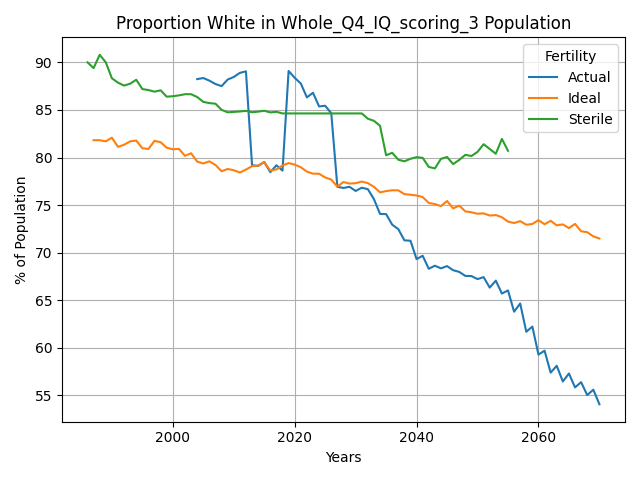 Proportion White in Whole_Q4_IQ_scoring_3 Population
Fertility
Actual
Ideal
Sterile
% of Population
90
85
80
75
70
65
60
55
2000
2020
2040
2060
Years